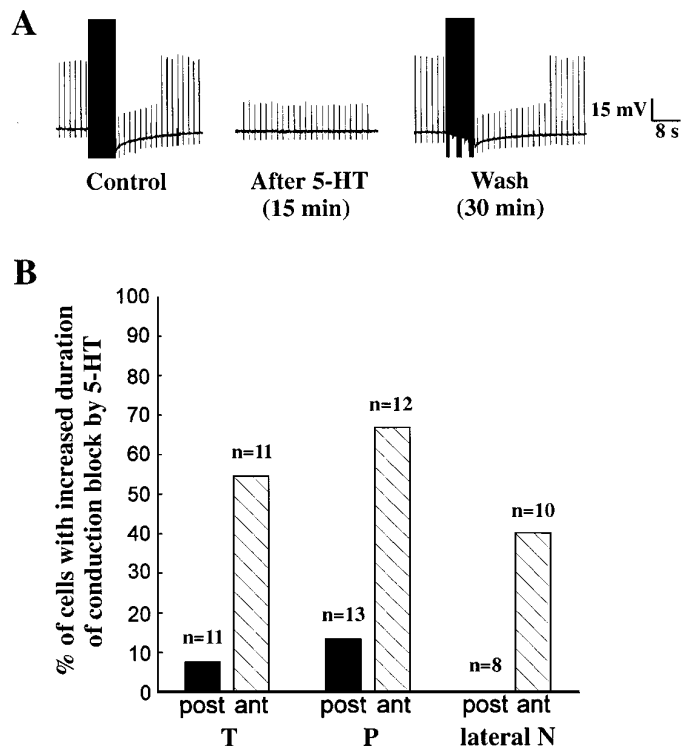 A
15 mV
8 s
Control
After 5-HT
(15 min)
Wash
(30 min)
B
% of cells with increased duration
of conduction block by 5-HT
100
90
80
70
60
50
40
30
20
10
0
n=11
n=11
n=13
n=12
n=8
n=10
post ant
post ant
post ant
T
P
lateral N